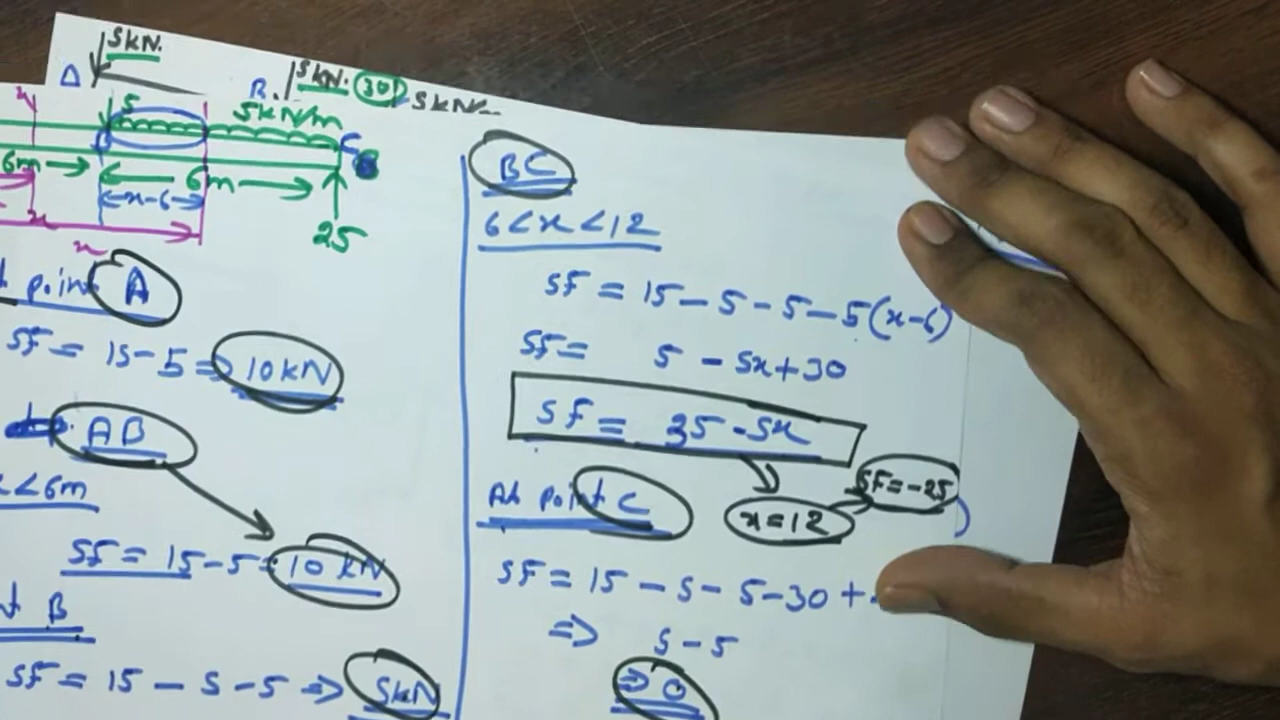 5kN.
A
B. 5kN. 30 5kN
x 5 5kN/m C
6m 6m
x-6
x
x 25
point A
SF = 15-5 ⇒ 10kN
AB
<6m
SF = 15-5 = 10 kN
B
SF = 15 - 5 - 5 ⇒ 5kN
BC
6<x<12
SF = 15 - 5 - 5 - 5(x-6)
SF = 5 - 5x+30
SF = 35-5x
x=12 SF=-25
At point C
SF = 15 - 5 - 5-30 +
⇒ 5-5
⇒ 0